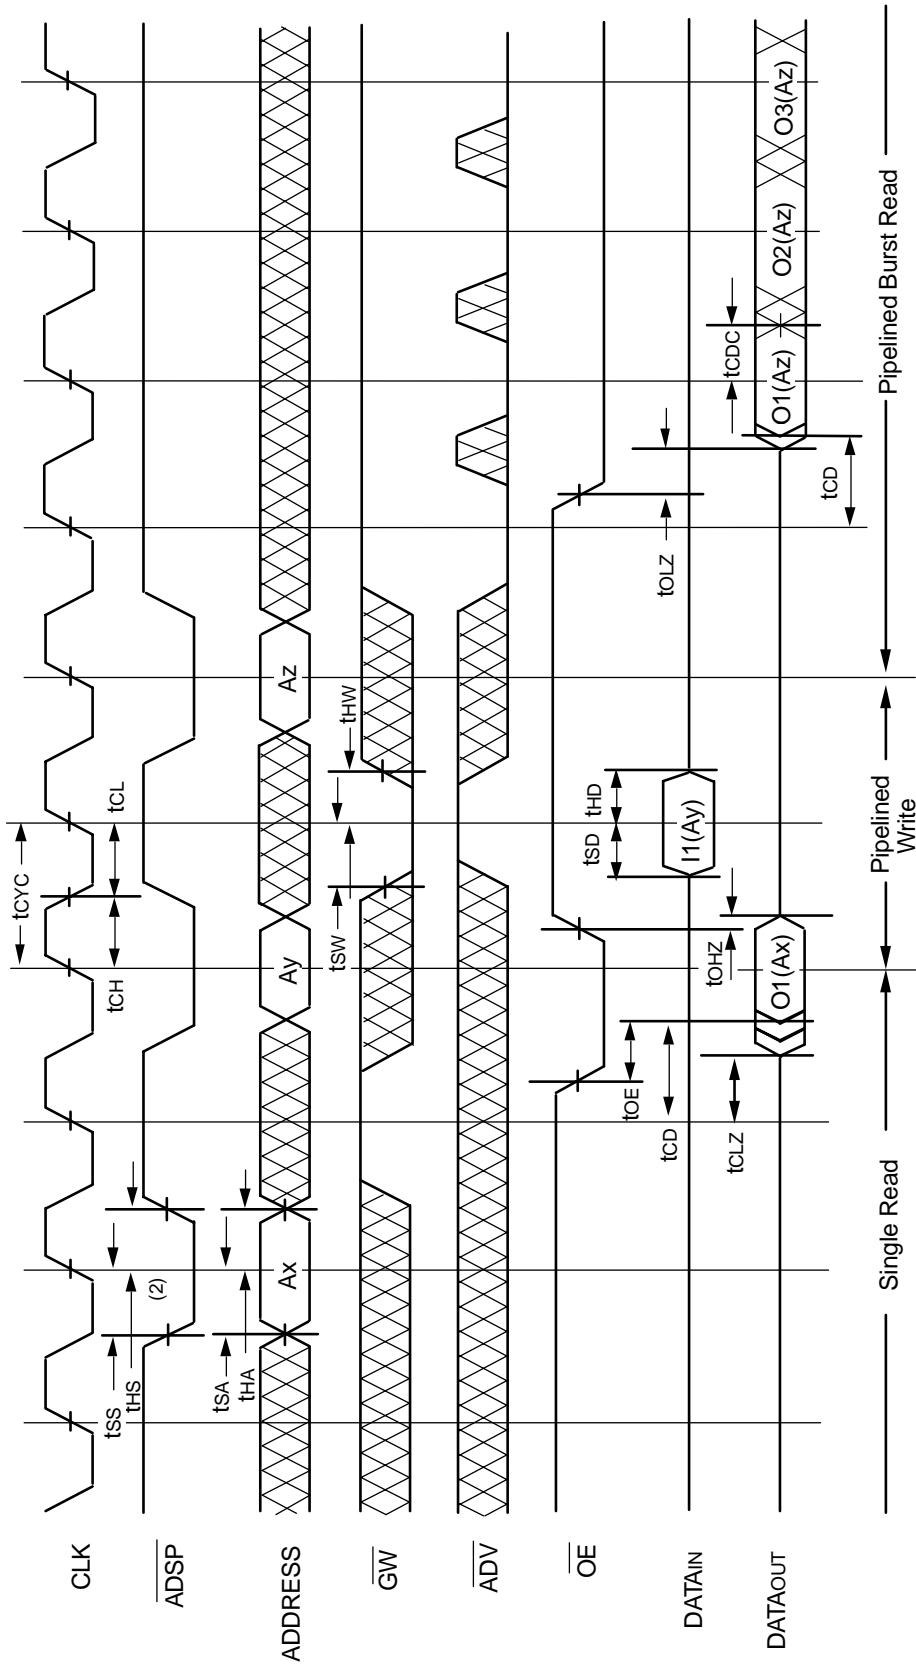 CLK
tCYC
tCH
tCL
ADSP
tSS
tHS
(2)
ADDRESS
Ax
Ay
Az
tSA
tHA
GW
tSW
tHW
ADV
OE
tOE
tOHZ
tOLZ
DATAIN
I1(Ay)
tSD
tHD
tCD
tCLZ
tCD
tCDC
DATAOUT
O1(Ax)
O1(Az)
O2(Az)
O3(Az)
Single Read
Pipelined
Write
Pipelined Burst Read